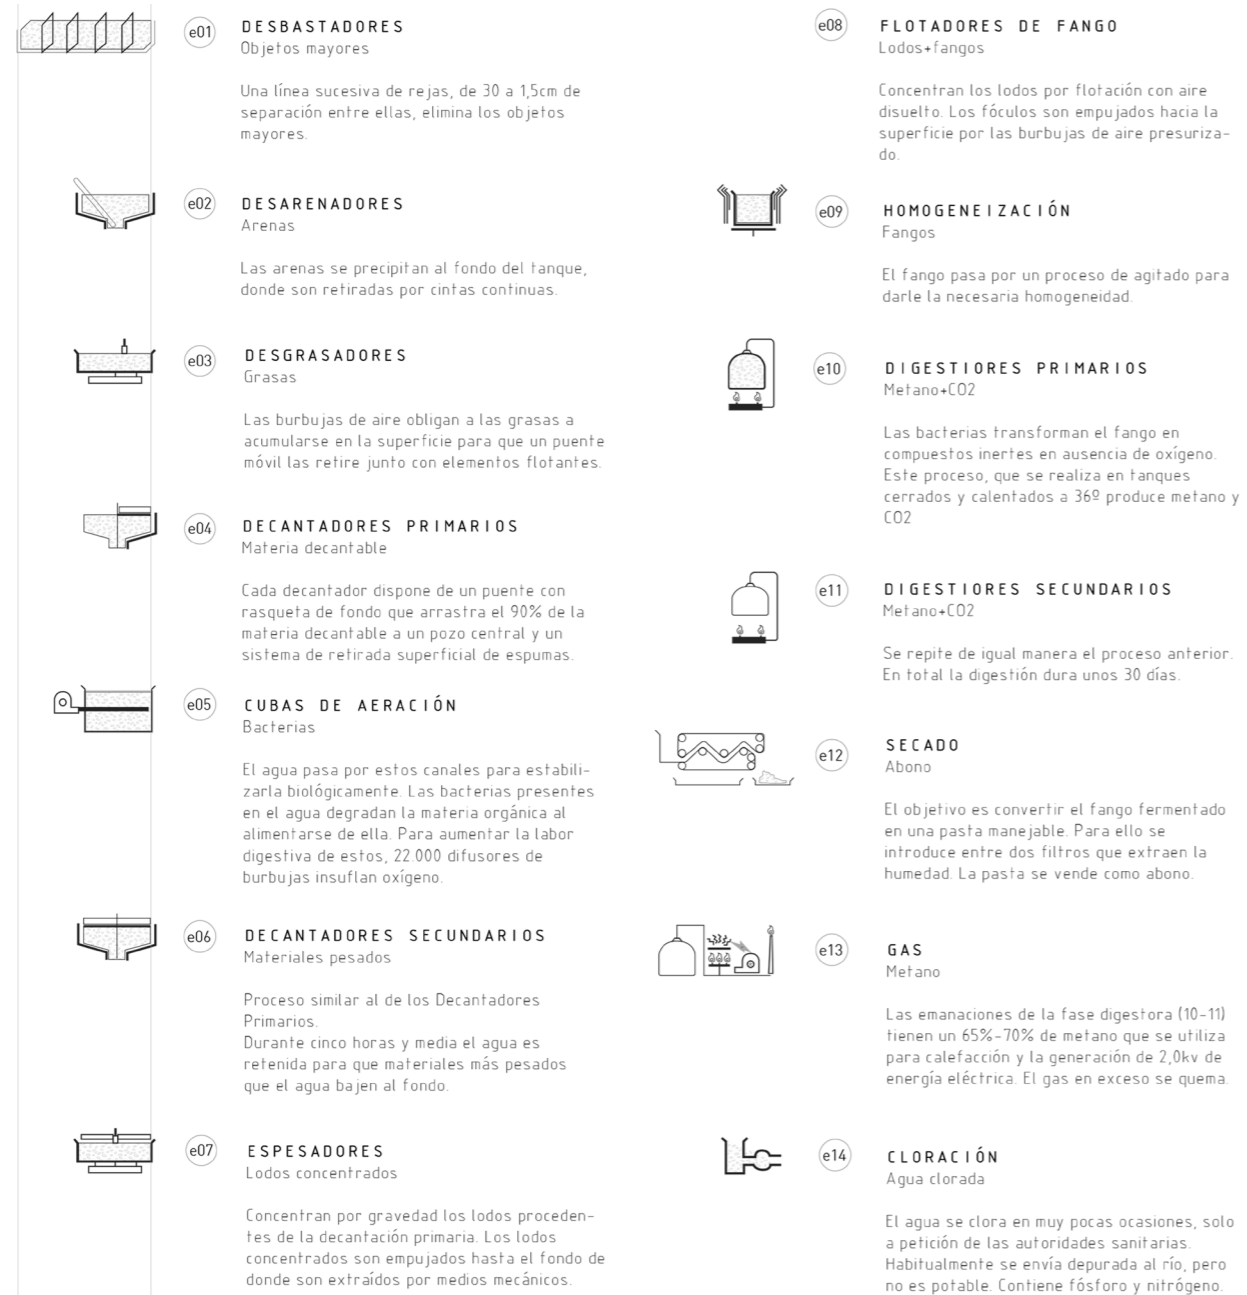 e01
DESBASTADORES
Objetos mayores
Una línea sucesiva de rejas, de 30 a 1,5cm de
separación entre ellas, elimina los objetos
mayores.
e02
DESARENADORES
Arenas
Las arenas se precipitan al fondo del tanque,
donde son retiradas por cintas continuas.
e03
DESGRASADORES
Grasas
Las burbujas de aire obligan a las grasas a
acumularse en la superficie para que un puente
móvil las retire junto con elementos flotantes.
e04
DECANTADORES PRIMARIOS
Materia decantable
Cada decantador dispone de un puente con
rasqueta de fondo que arrastra el 90% de la
materia decantable a un pozo central y un
sistema de retirada superficial de espumas.
e05
CUBAS DE AERACIÓN
Bacterias
El agua pasa por estos canales para estabili-
zarla biológicamente. Las bacterias presentes
en el agua degradan la materia orgánica al
alimentarse de ella. Para aumentar la labor
digestiva de estos, 22.000 difusores de
burbujas insuflan oxígeno.
e06
DECANTADORES SECUNDARIOS
Materiales pesados
Proceso similar al de los Decantadores
Primarios.
Durante cinco horas y media el agua es
retenida para que materiales más pesados
que el agua bajen al fondo.
e07
ESPESADORES
Lodos concentrados
Concentran por gravedad los lodos proceden-
tes de la decantación primaria. Los lodos
concentrados son empujados hasta el fondo de
donde son extraídos por medios mecánicos.
e08
FLOTADORES DE FANGO
Lodos+fangos
Concentran los lodos por flotación con aire
disuelto. Los fóculos son empujados hacia la
superficie por las burbujas de aire presuriza-
do.
e09
HOMOGENEIZACIÓN
Fangos
El fango pasa por un proceso de agitado para
darle la necesaria homogeneidad.
e10
DIGESTIORES PRIMARIOS
Metano+CO2
Las bacterias transforman el fango en
compuestos inertes en ausencia de oxígeno.
Este proceso, que se realiza en tanques
cerrados y calentados a 36º produce metano y
CO2
e11
DIGESTIORES SECUNDARIOS
Metano+CO2
Se repite de igual manera el proceso anterior.
En total la digestión dura unos 30 días.
e12
SECADO
Abono
El objetivo es convertir el fango fermentado
en una pasta manejable. Para ello se
introduce entre dos filtros que extraen la
humedad. La pasta se vende como abono.
e13
GAS
Metano
Las emanaciones de la fase digestora (10-11)
tienen un 65%-70% de metano que se utiliza
para calefacción y la generación de 2,0kv de
energía eléctrica. El gas en exceso se quema.
e14
CLORACIÓN
Agua clorada
El agua se clora en muy pocas ocasiones, solo
a petición de las autoridades sanitarias.
Habitualmente se envía depurada al río, pero
no es potable. Contiene fósforo y nitrógeno.